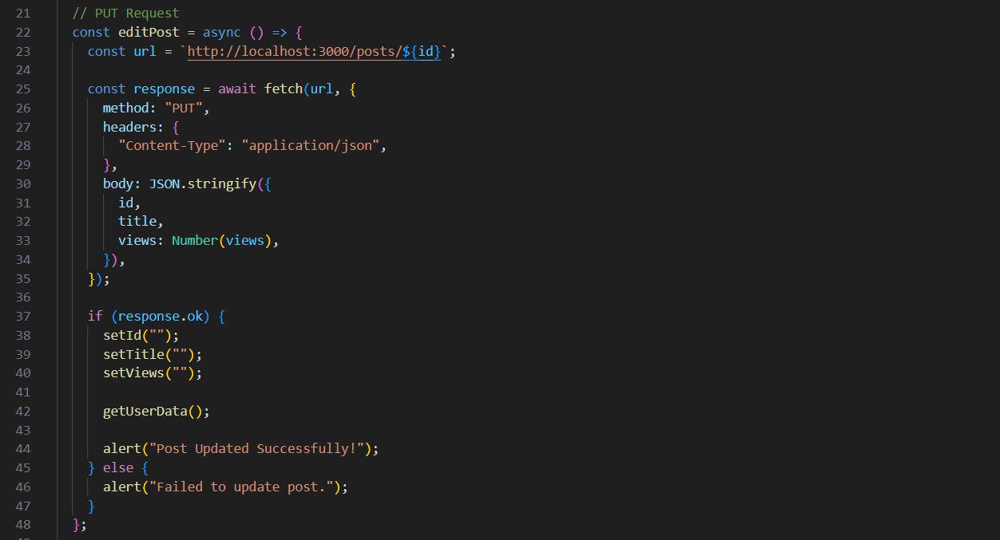 21 // PUT Request
22 const editPost = async () => {
23 const url = `http://localhost:3000/posts/${id}`;
24
25 const response = await fetch(url, {
26 method: "PUT",
27 headers: {
28 "Content-Type": "application/json",
29 },
30 body: JSON.stringify({
31 id,
32 title,
33 views: Number(views),
34 }),
35 });
36
37 if (response.ok) {
38 setId("");
39 setTitle("");
40 setViews("");
41
42 getUserData();
43
44 alert("Post Updated Successfully!");
45 } else {
46 alert("Failed to update post.");
47 }
48 };